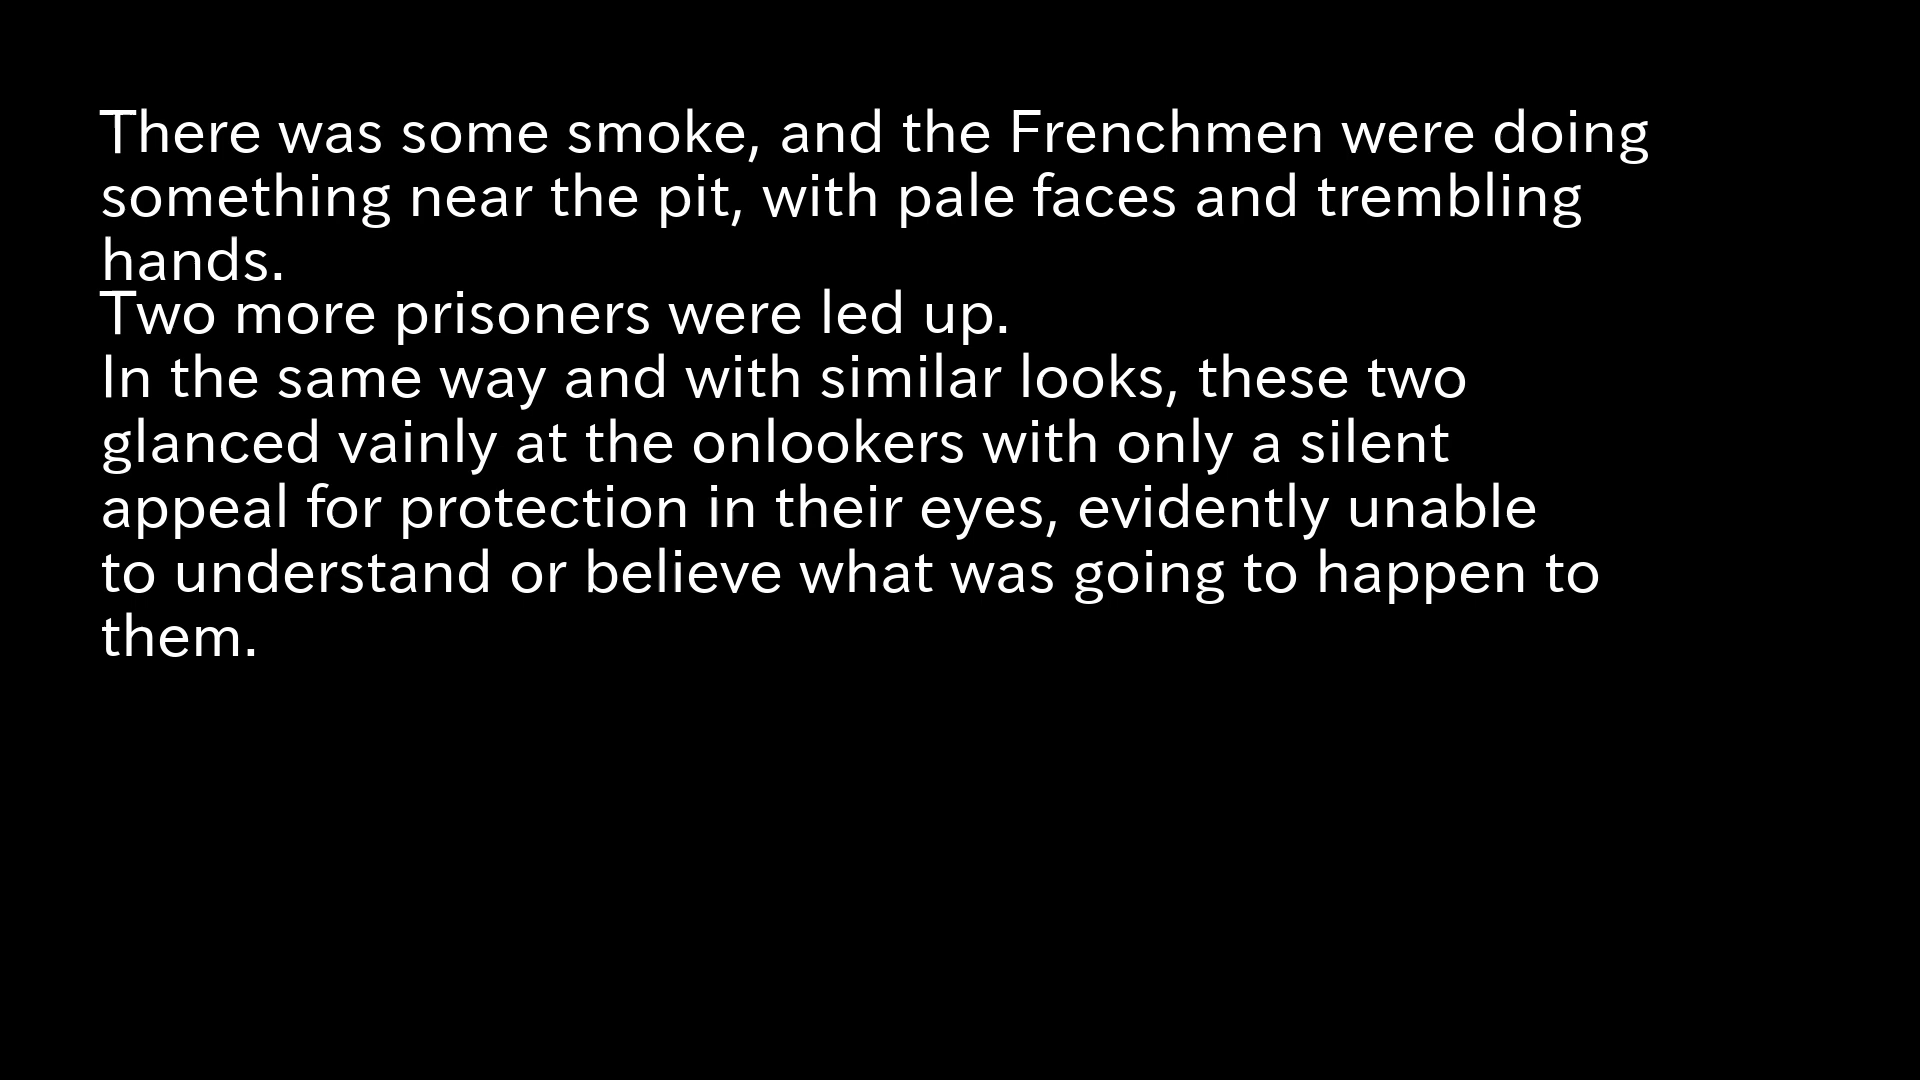 There was some smoke, and the Frenchmen were doing
something near the pit, with pale faces and trembling
hands.
Two more prisoners were led up.
In the same way and with similar looks, these two
glanced vainly at the onlookers with only a silent
appeal for protection in their eyes, evidently unable
to understand or believe what was going to happen to
them.